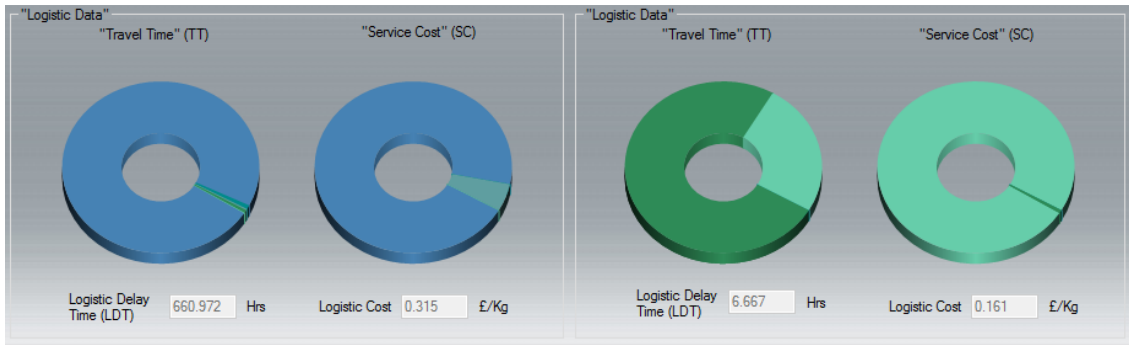 "Logistic Data"
"Travel Time" (TT)
"Service Cost" (SC)
Logistic Delay
Time (LDT)
660.972
Hrs
Logistic Cost
0.315
£/Kg
"Logistic Data"
"Travel Time" (TT)
"Service Cost" (SC)
Logistic Delay
Time (LDT)
6.667
Hrs
Logistic Cost
0.161
£/Kg